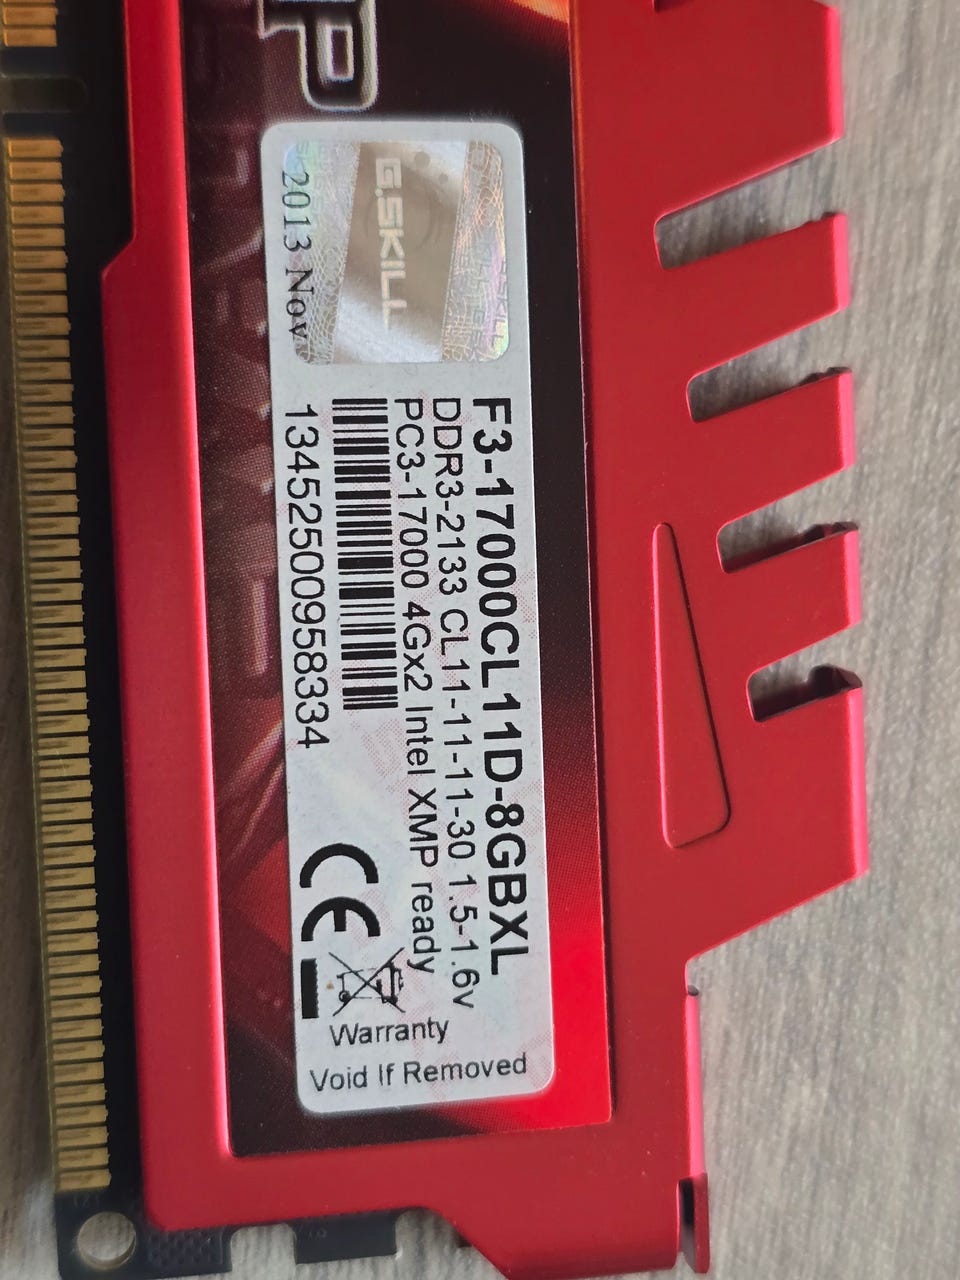 G.SKILL
2013 Nov
F3-17000CL11D-8GBXL
DDR3-2133 CL11-11-11-30 1.5-1.6v
PC3-17000 4Gx2 Intel XMP ready
13452500958334
CE
Warranty
Void If Removed